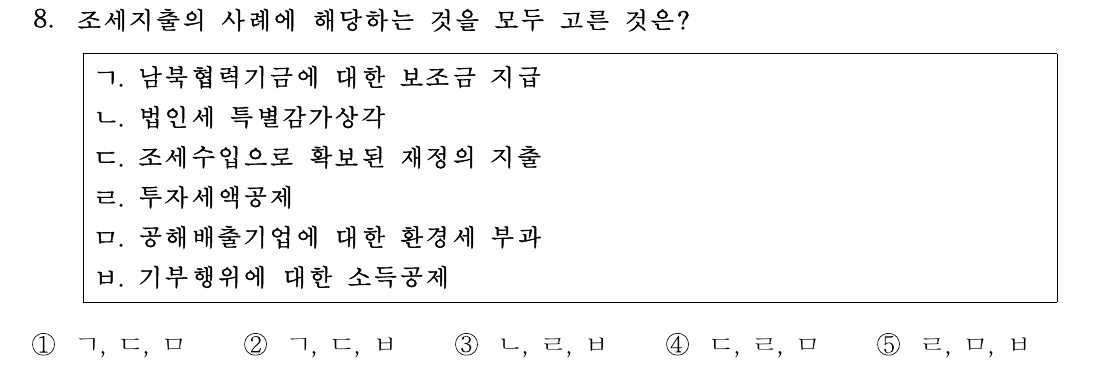 8. 조세지출의 사례에 해당하는 것을 모두 고른 것은?
ㄱ. 남북협력기금에 대한 보조금 지급
ㄴ. 법인세 특별감가상각
ㄷ. 조세수입으로 확보된 재정의 지출
ㄹ. 투자세액공제
ㅁ. 공해배출기업에 대한 환경세 부과
ㅂ. 기부행위에 대한 소득공제
① ㄱ, ㄷ, ㅁ ② ㄱ, ㄷ, ㅂ ③ ㄴ, ㄹ, ㅂ ④ ㄷ, ㄹ, ㅁ ⑤ ㄹ, ㅁ, ㅂ